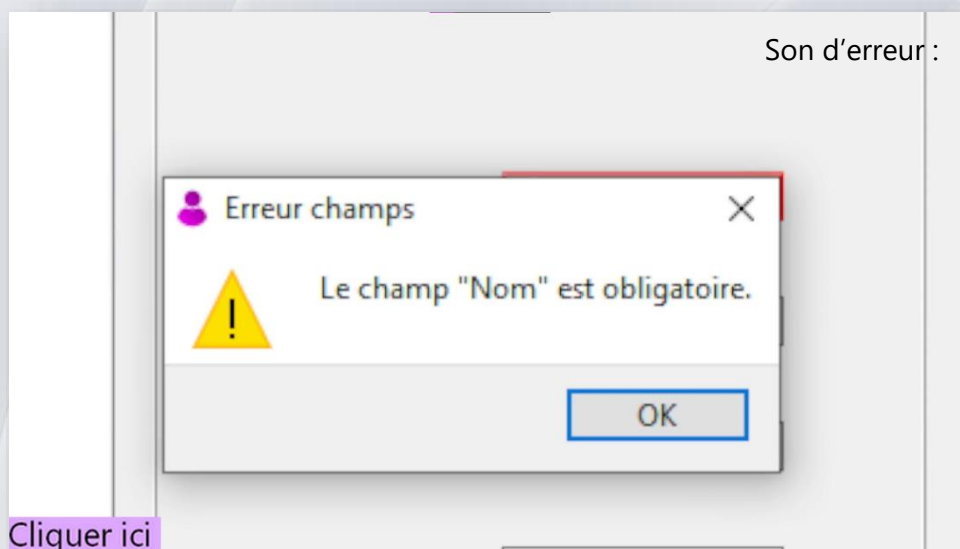 Son d'erreur :
Erreur champs
Le champ "Nom" est obligatoire.
OK
Cliquer ici